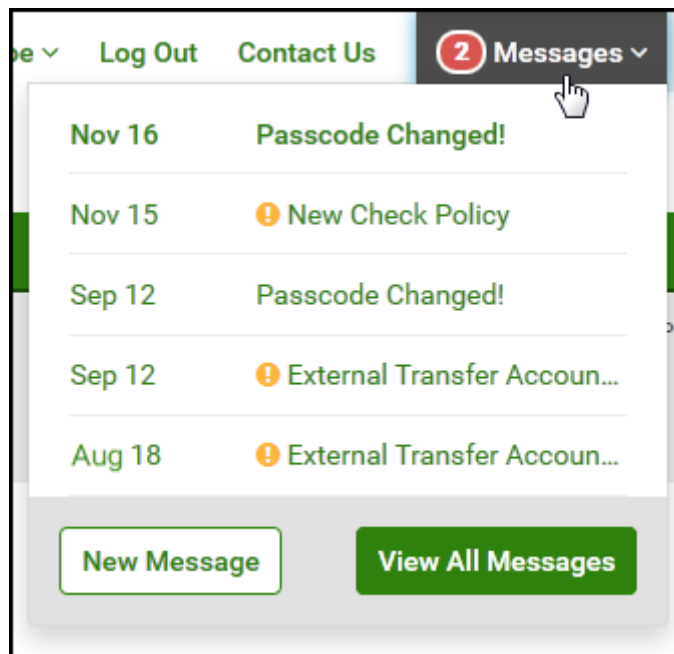 Log Out Contact Us 2 Messages
Nov 16 Passcode Changed!
Nov 15 New Check Policy
Sep 12 Passcode Changed!
Sep 12 External Transfer Accoun...
Aug 18 External Transfer Accoun...
New Message View All Messages